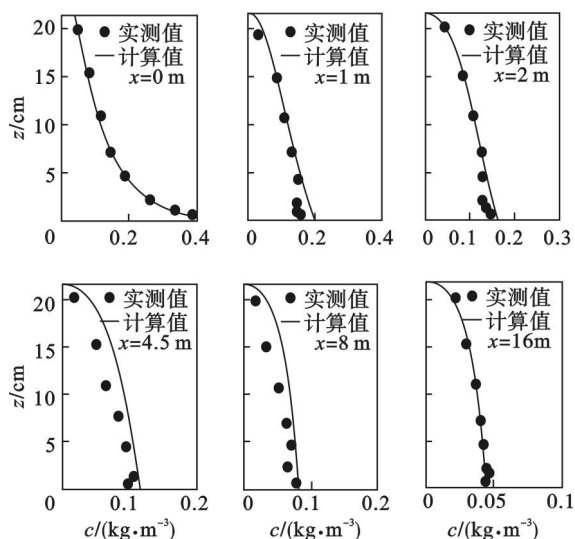 20 15 10 5
z/cm
● 实测值
— 计算值
x=0 m
0 0.2 0.4
● 实测值
— 计算值
x=1 m
0 0.2 0.4
● 实测值
— 计算值
x=2 m
0 0.1 0.2 0.3
20 15 10 5
z/cm
● 实测值
— 计算值
x=4.5 m
0 0.1 0.2
c/(kg·m⁻³)
● 实测值
— 计算值
x=8 m
0 0.1 0.2
c/(kg·m⁻³)
● 实测值
— 计算值
x=16m
0 0.05 0.1
c/(kg·m⁻³)